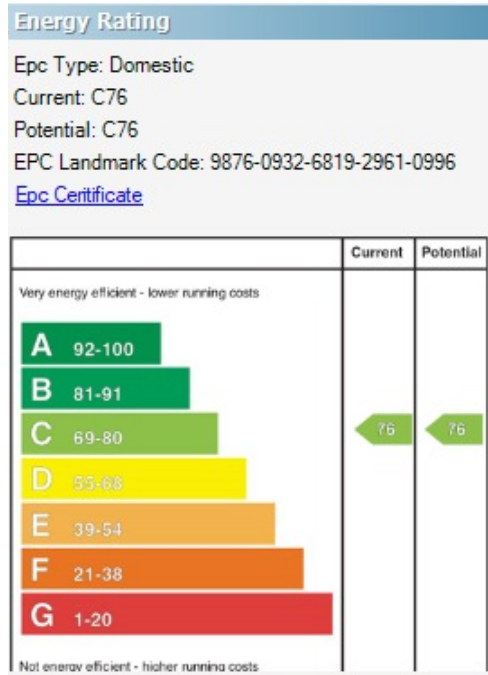 Energy Rating
Epc Type: Domestic
Current: C76
Potential: C76
EPC Landmark Code: 9876-0932-6819-2961-0996
Epc Ceritificate
Current Potential
Very energy efficient - lower running costs
A 92-100
B 81-91
C 69-80 76 76
D 55-68
E 39-54
F 21-38
G 1-20
Not energy efficient - higher running costs